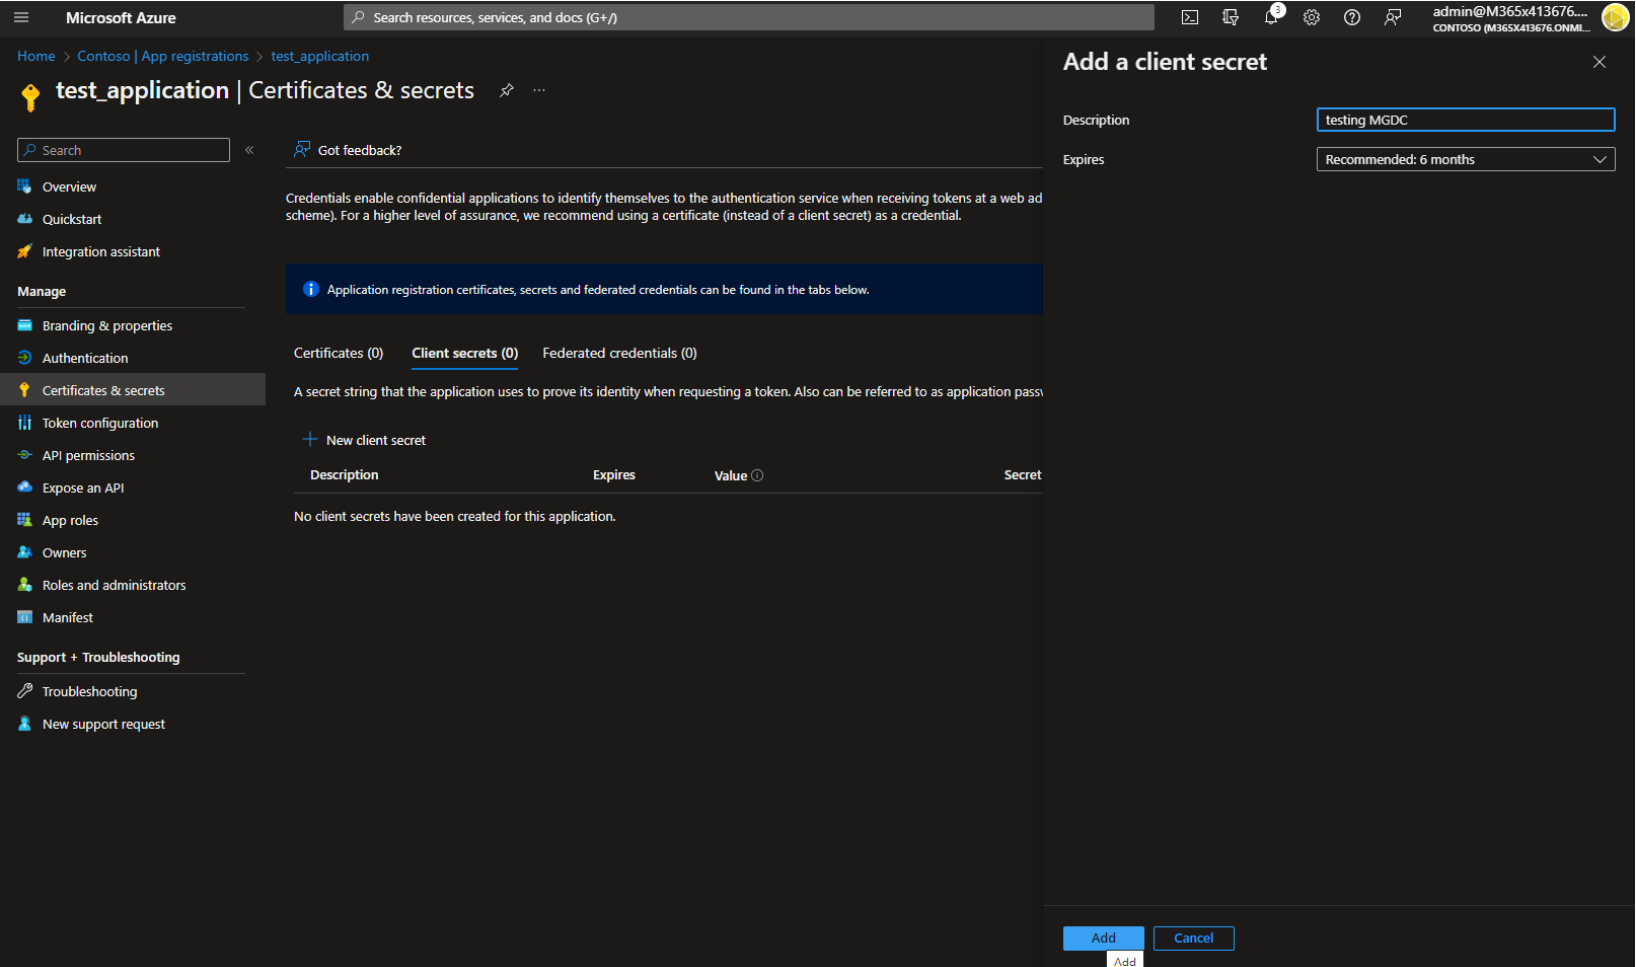 Microsoft Azure
Search resources, services, and docs (G+/)
3
admin@M365x413676....
CONTOSO (M365X413676.ONMI...
Home > Contoso | App registrations > test_application
test_application | Certificates & secrets
...
Search
«
Overview
Quickstart
Integration assistant
Manage
Branding & properties
Authentication
Certificates & secrets
Token configuration
API permissions
Expose an API
App roles
Owners
Roles and administrators
Manifest
Support + Troubleshooting
Troubleshooting
New support request
Got feedback?
Credentials enable confidential applications to identify themselves to the authentication service when receiving tokens at a web ad
scheme). For a higher level of assurance, we recommend using a certificate (instead of a client secret) as a credential.
Application registration certificates, secrets and federated credentials can be found in the tabs below.
Certificates (0) Client secrets (0) Federated credentials (0)
A secret string that the application uses to prove its identity when requesting a token. Also can be referred to as application passw
New client secret
Description Expires Value Secret
No client secrets have been created for this application.
Add a client secret
Description testing MGDC
Expires Recommended: 6 months
Add Cancel
Add